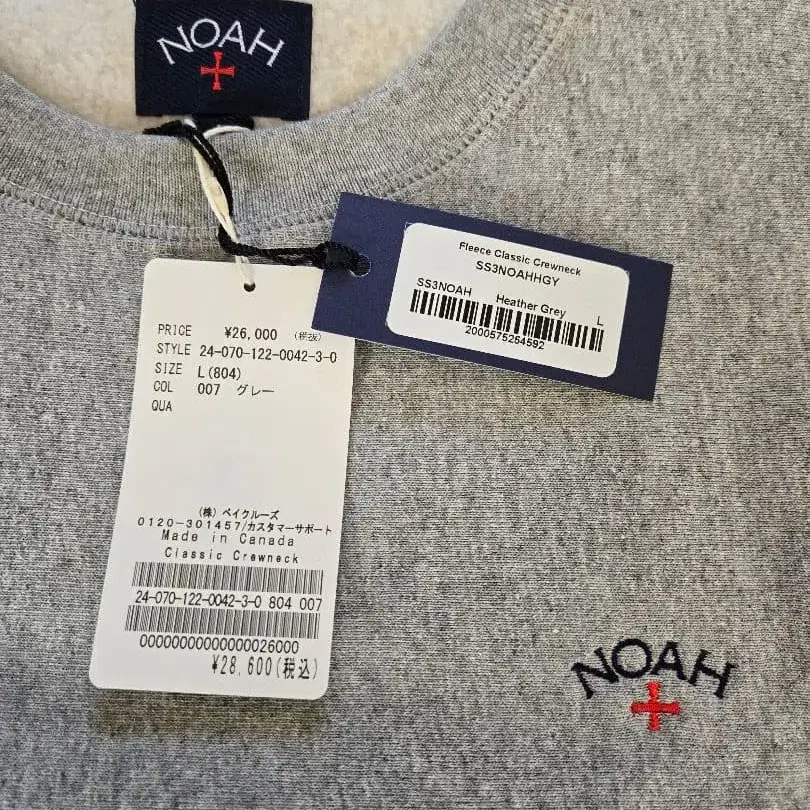 NOAH
Fleece Classic Crewneck
SS3NOAHHGY
SS3NOAH Heather Grey L
2000575254592
PRICE ¥26,000 (税抜)
STYLE 24-070-122-0042-3-0
SIZE L(804)
COL 007 グレー
QUA
(株) ベイクルーズ
0120-301457/カスタマーサポート
Made in Canada
Classic Crewneck
24-070-122-0042-3-0 804 007
00000000000000026000
¥28,600(税込)
NOAH